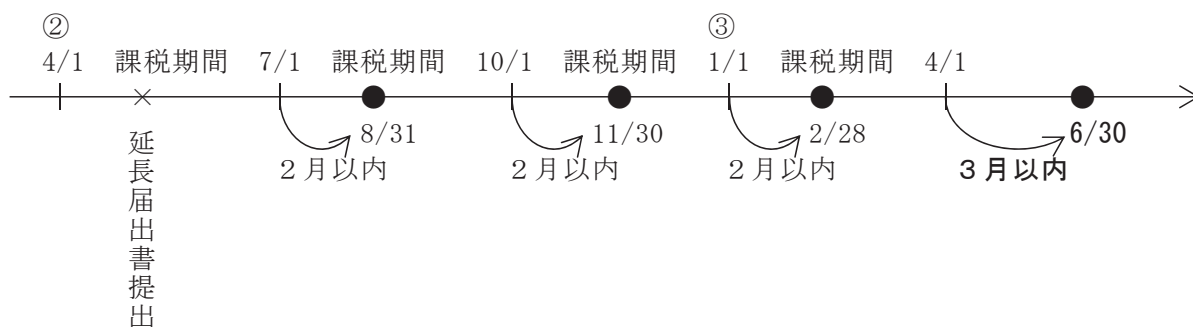 ② ③
4/1 課税期間 7/1 課税期間 10/1 課税期間 1/1 課税期間 4/1
8/31 11/30 2/28 6/30
2月以内 2月以内 2月以内 3月以内
延長届出書提出